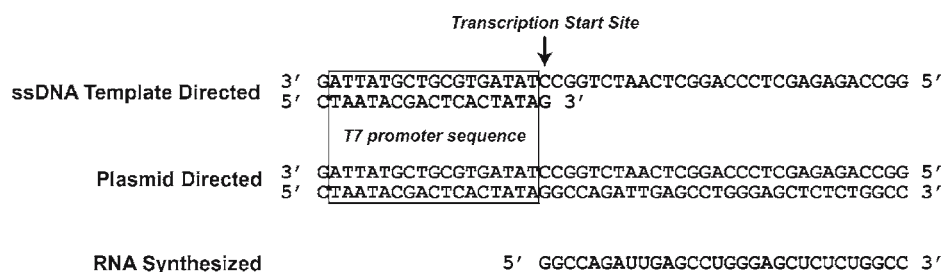 Transcription Start Site
ssDNA Template Directed
3′ GATTATGCTGCGTGATATCCGGTCTAACTCGGACCCTCGAGAGACCGG 5′
5′ CTAATACGACTCACTATAG 3′
T7 promoter sequence
Plasmid Directed
3′ GATTATGCTGCGTGATATCCGGTCTAACTCGGACCCTCGAGAGACCGG 5′
5′ CTAATACGACTCACTATAGGCCAGATTGAGCCTGGGAGCTCTCTGGCC 3′
RNA Synthesized
5′ GGCCAGAUUGAGCCUGGGAGCUCUCUGGCC 3′